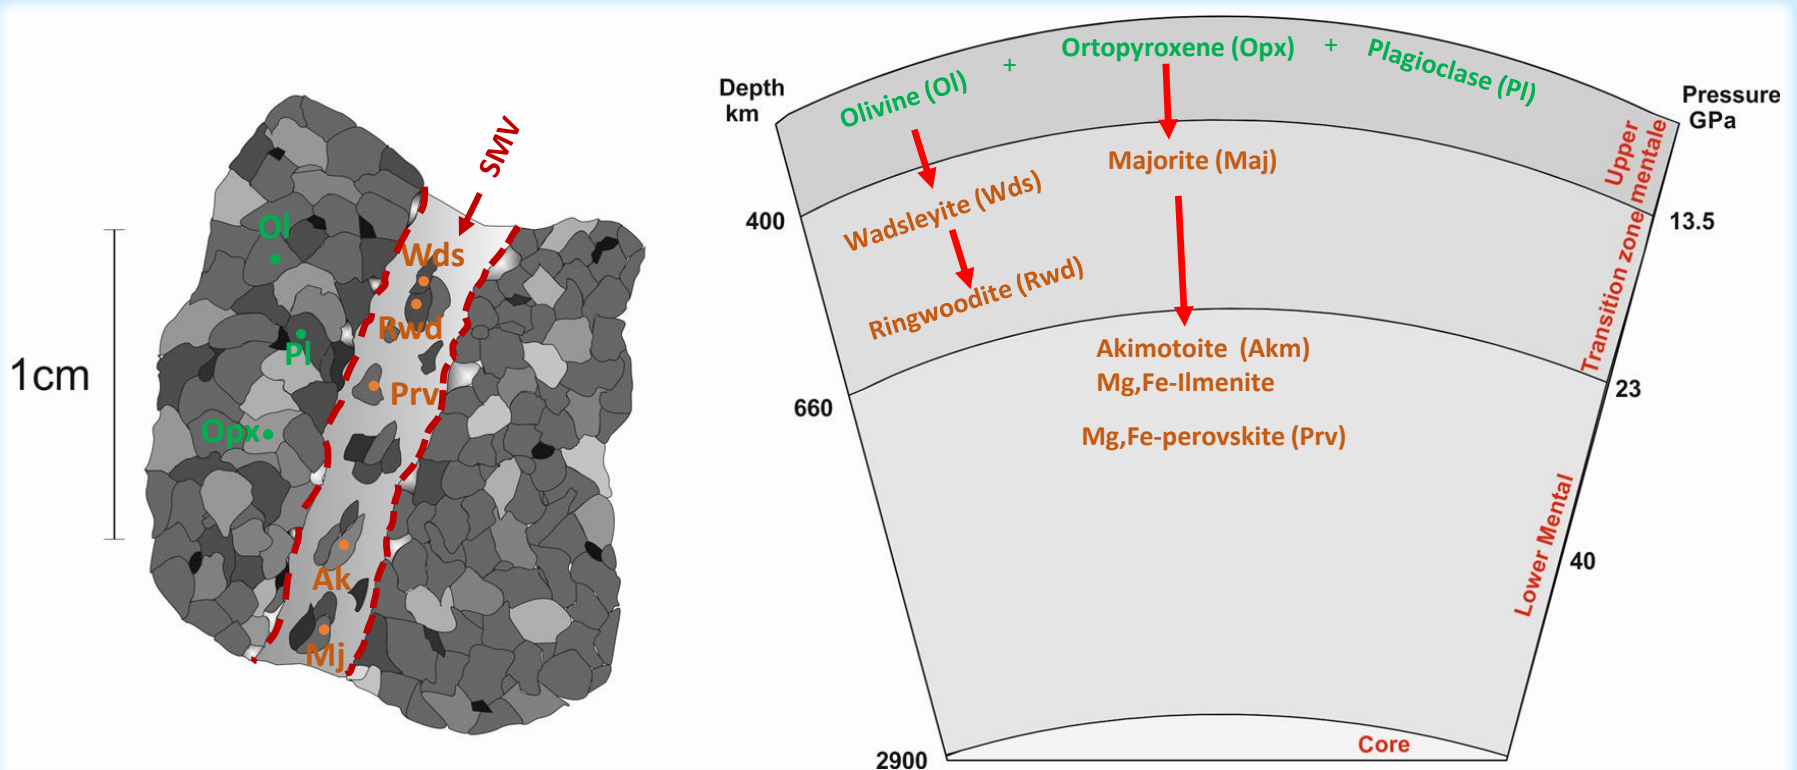 SMV
Ol
Wds
Rwd
Pl
1cm
Prv
Opx
Ak
Mj
Depth
km
Pressure
GPa
Olivine (Ol)
+
Ortopyroxene (Opx)
+
Plagioclase (Pl)
Upper
mentale
Majorite (Maj)
Wadsleyite (Wds)
400
13.5
Ringwoodite (Rwd)
Transition zone
Akimotoite (Akm)
Mg,Fe-Ilmenite
660
23
Mg,Fe-perovskite (Prv)
Lower Mental
40
Core
2900